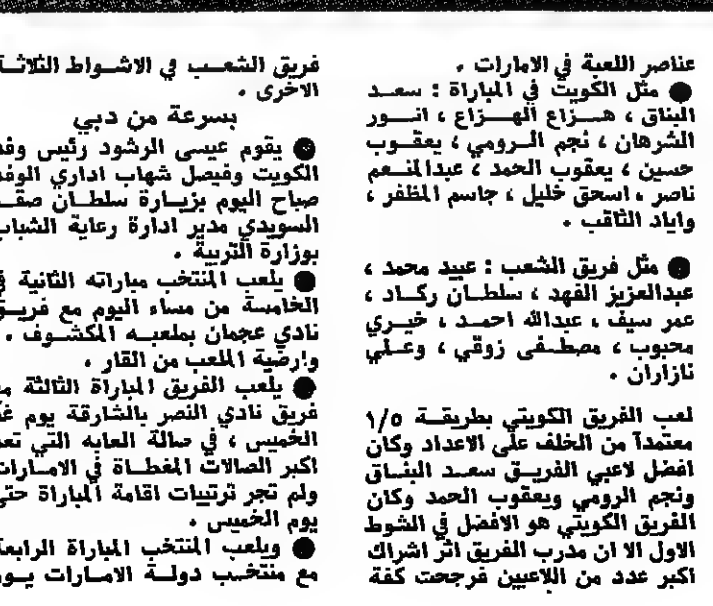 عناصر اللعبة في الامارات .
● مثل الكويت في المباراة : سعد
البناق ، هزاع الهزاع ، انور
الشرهان ، نجم الرومي ، يعقوب
حسين ، يعقوب الحمد ، عبدالمنعم
ناصر ، اسحق خليل ، جاسم المظفر ،
واياد الثاقب .
● مثل فريق الشعب : عبيد محمد ،
عبدالعزيز الفهد ، سلطان ركاد ،
عمر سيف ، عبدالله احمد ، خيري
محبوب ، مصطفى زوقي ، وعلي
نازاران .
لعب الفريق الكويتي بطريقة ١/٥
معتمدآ من الخلف على الاعداد وكان
افضل لاعبي الفريق سعد البناق
ونجم الرومي ويعقوب الحمد وكان
الفريق الكويتي هو الافضل في الشوط
الاول الا ان مدرب الفريق اثر اشراك
اكبر عدد من اللاعبين فرجحت كفة
فريق الشعب في الاشواط الثلاثة
الاخرى .
بسرعة من دبي
● يقوم عيسى الرشود رئيس وفد
الكويت وفيصل شهاب اداري الوفد
صباح اليوم بزيارة سلطان صقر
السويدي مدير ادارة رعاية الشباب
بوزارة التربية .
● يلعب المنتخب مباراته الثانية في
الخامسة من مساء اليوم مع فريق
نادي عجمان بملعبه المكشوف .
وارضية الملعب من القار .
● يلعب الفريق المباراة الثالثة مع
فريق نادي النصر بالشارقة يوم غد
الخميس ، في صالة العابه التي تعد
اكبر الصالات المغطاة في الامارات
ولم تجر ترتيبات اقامة المباراة حتى
يوم الخميس .
● ويلعب المنتخب المباراة الرابعة
مع منتخب دولة الامارات يوم